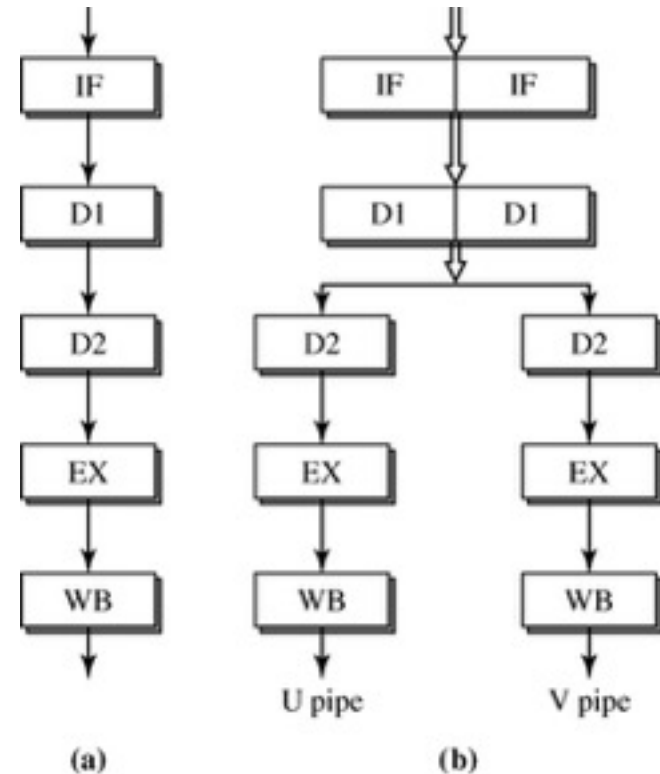 IF
IF IF
D1
D1 D1
D2
D2
D2
EX
EX
EX
WB
WB
WB
U pipe
V pipe
(a)
(b)